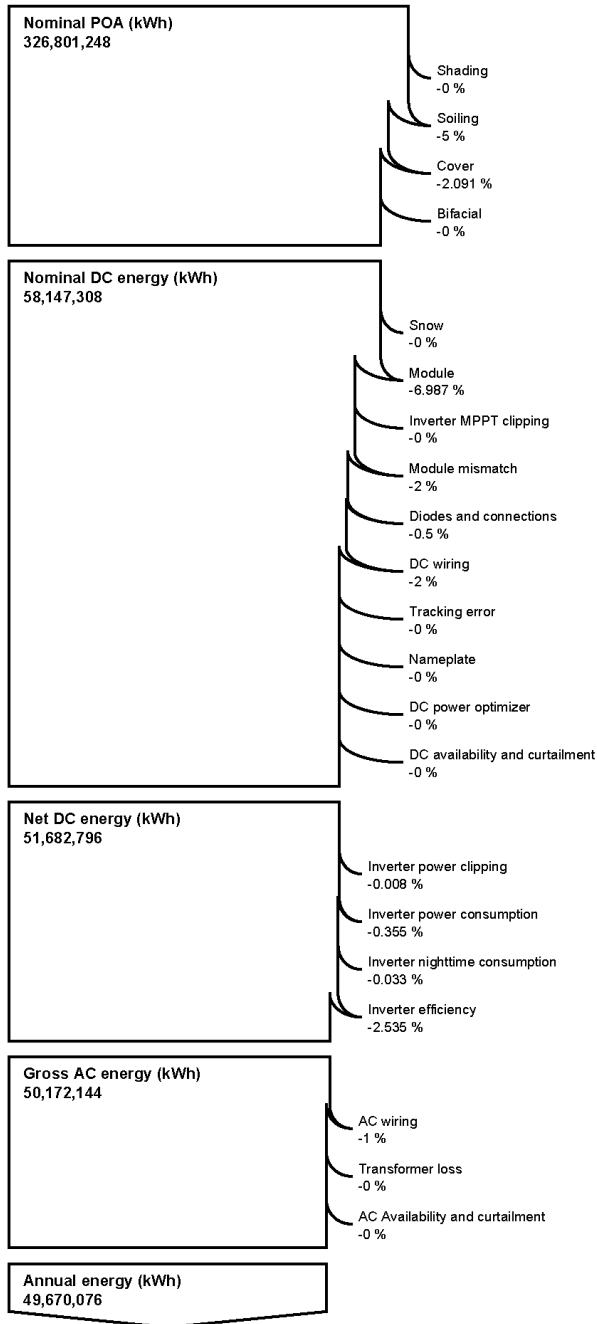 Nominal POA (kWh)
326,801,248
Shading
-0 %
Soiling
-5 %
Cover
-2.091 %
Bifacial
-0 %
Nominal DC energy (kWh)
58,147,308
Snow
-0 %
Module
-6.987 %
Inverter MPPT clipping
-0 %
Module mismatch
-2 %
Diodes and connections
-0.5 %
DC wiring
-2 %
Tracking error
-0 %
Nameplate
-0 %
DC power optimizer
-0 %
DC availability and curtailment
-0 %
Net DC energy (kWh)
51,682,796
Inverter power clipping
-0.008 %
Inverter power consumption
-0.355 %
Inverter nighttime consumption
-0.033 %
Inverter efficiency
-2.535 %
Gross AC energy (kWh)
50,172,144
AC wiring
-1 %
Transformer loss
-0 %
AC Availability and curtailment
-0 %
Annual energy (kWh)
49,670,076